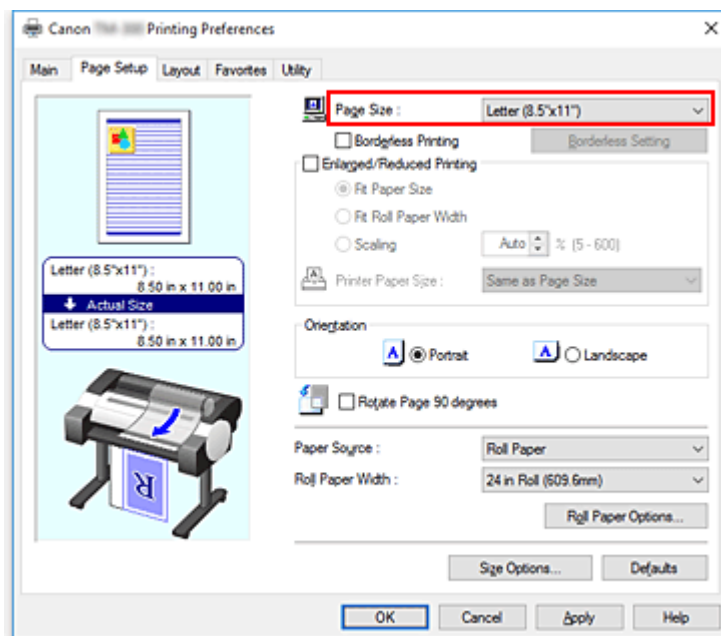 Canon Printing Preferences
Main Page Setup Layout Favorites Utility
Page Size : Letter (8.5"x11")
Borderless Printing Borderless Setting
Enlarged/Reduced Printing
Fit Paper Size
Fit Roll Paper Width
Scaling Auto % (5 - 600)
Printer Paper Size : Same as Page Size
Letter (8.5"x11") :
8.50 in x 11.00 in
Actual Size
Letter (8.5"x11") :
8.50 in x 11.00 in
Orientation
A Portrait A Landscape
Rotate Page 90 degrees
R
Paper Source : Roll Paper
Roll Paper Width : 24 in Roll (609.6mm)
Roll Paper Options...
Size Options... Defaults
OK Cancel Apply Help